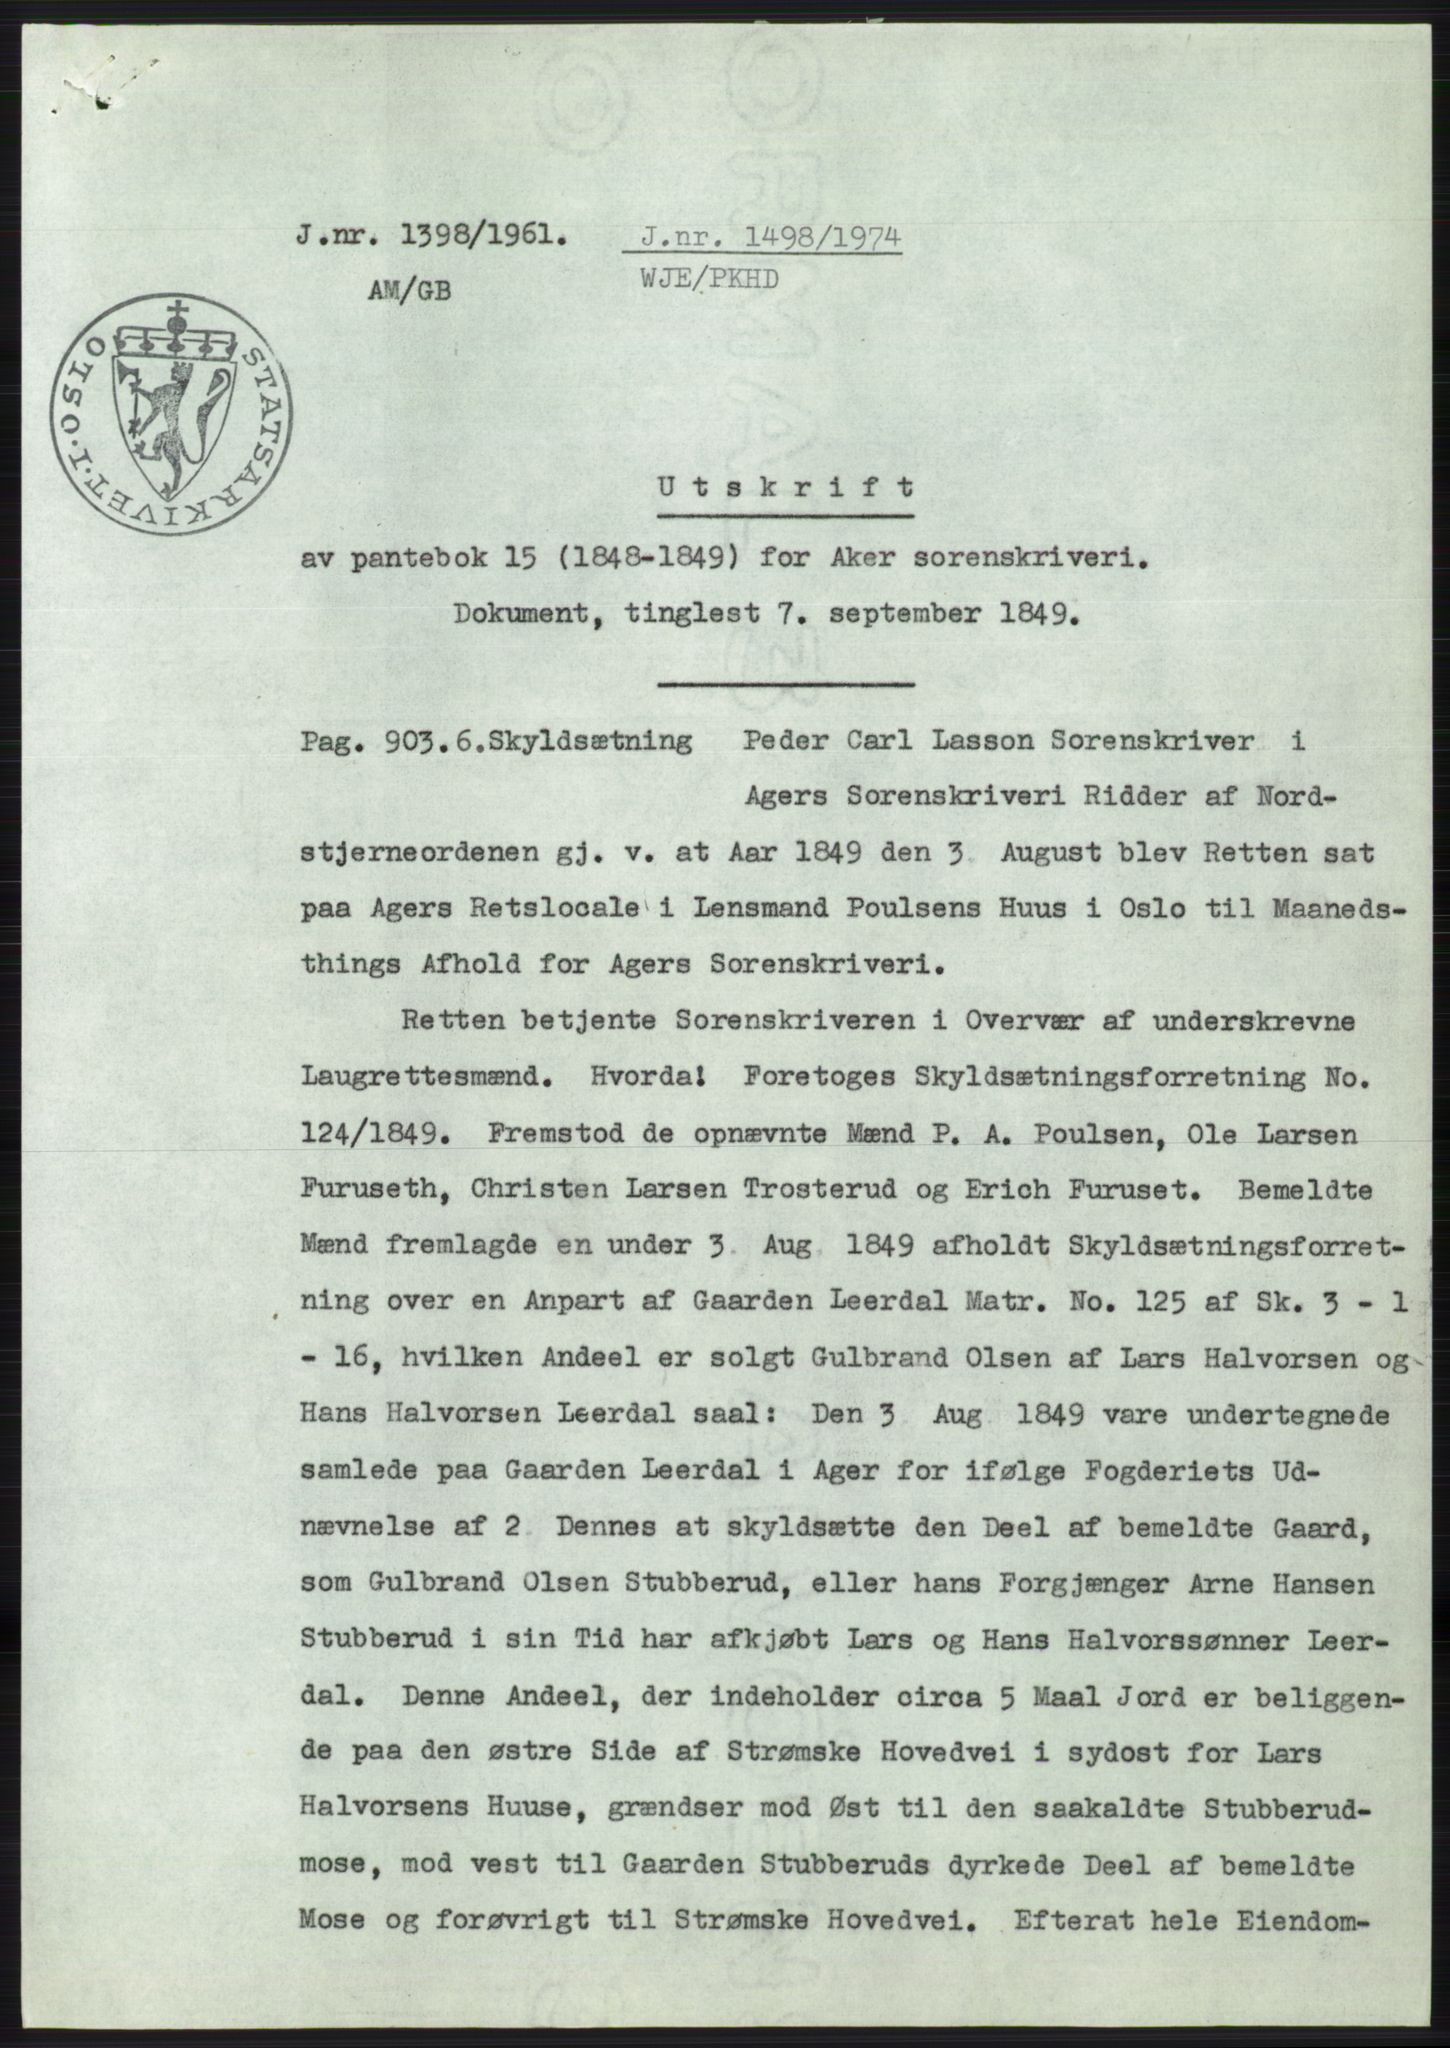 J.nr. 1398/1961. J.nr. 1498/1974
AM/GB WJE/PKHD
STATSARKIVET·I·OSLO
Utskrift
av pantebok 15 (1848-1849) for Aker sorenskriveri.
Dokument, tinglest 7. september 1849.
Pag. 903.6.Skyldsætning Peder Carl Lasson Sorenskriver i
Agers Sorenskriveri Ridder af Nord-
stjerneordenen gj. v. at Aar 1849 den 3 August blev Retten sat
paa Agers Retslocale i Lensmand Poulsens Huus i Oslo til Maaneds-
things Afhold for Agers Sorenskriveri.
Retten betjente Sorenskriveren i Overvær af underskrevne
Laugrettesmænd. Hvorda! Foretoges Skyldsætningsforretning No.
124/1849. Fremstod de opnævnte Mænd P. A. Poulsen, Ole Larsen
Furuseth, Christen Larsen Trosterud og Erich Furuset. Bemeldte
Mænd fremlagde en under 3 Aug 1849 afholdt Skyldsætningsforret-
ning over en Anpart af Gaarden Leerdal Matr. No. 125 af Sk. 3 - 1
- 16, hvilken Andeel er solgt Gulbrand Olsen af Lars Halvorsen og
Hans Halvorsen Leerdal saal: Den 3 Aug 1849 vare undertegnede
samlede paa Gaarden Leerdal i Ager for ifølge Fogderiets Ud-
nævnelse af 2 Dennes at skyldsætte den Deel af bemeldte Gaard,
som Gulbrand Olsen Stubberud, eller hans Forgjænger Arne Hansen
Stubberud i sin Tid har afkjøbt Lars og Hans Halvorssønner Leer-
dal. Denne Andeel, der indeholder circa 5 Maal Jord er beliggen-
de paa den østre Side af Strømske Hovedvei i sydost for Lars
Halvorsens Huuse, grændser mod Øst til den saakaldte Stubberud-
mose, mod vest til Gaarden Stubberuds dyrkede Deel af bemeldte
Mose og forøvrigt til Strømske Hovedvei. Efterat hele Eiendom-